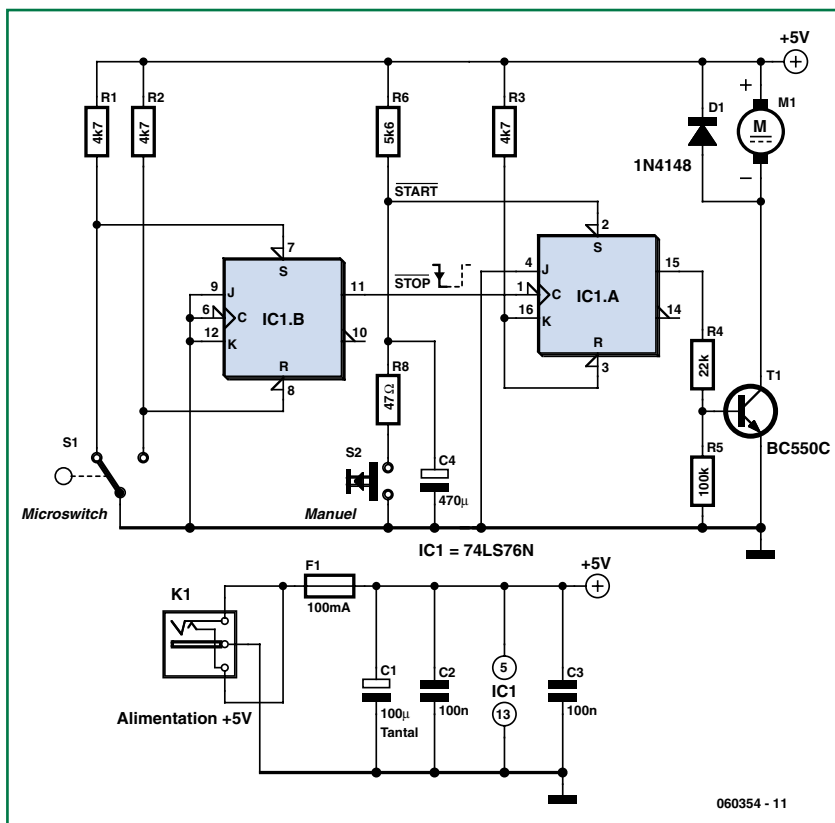 +5V
R1
R2
R6
R3
D1
M1
4k7
4k7
5k6
4k7
+
M
1N4148
START
−
2
7
S
S
4
J
15
9
J
11
STOP
1
C
IC1.A
6
C
IC1.B
16
K
14
12
K
10
R
R
3
R4
8
22k
R8
T1
47Ω
S1
R5
BC550C
S2
C4
100k
Microswitch
Manuel
470µ
IC1 = 74LS76N
F1
+5V
K1
100mA
C1
C2
5
C3
IC1
100µ
100n
13
100n
Alimentation +5V
Tantal
060354 - 11